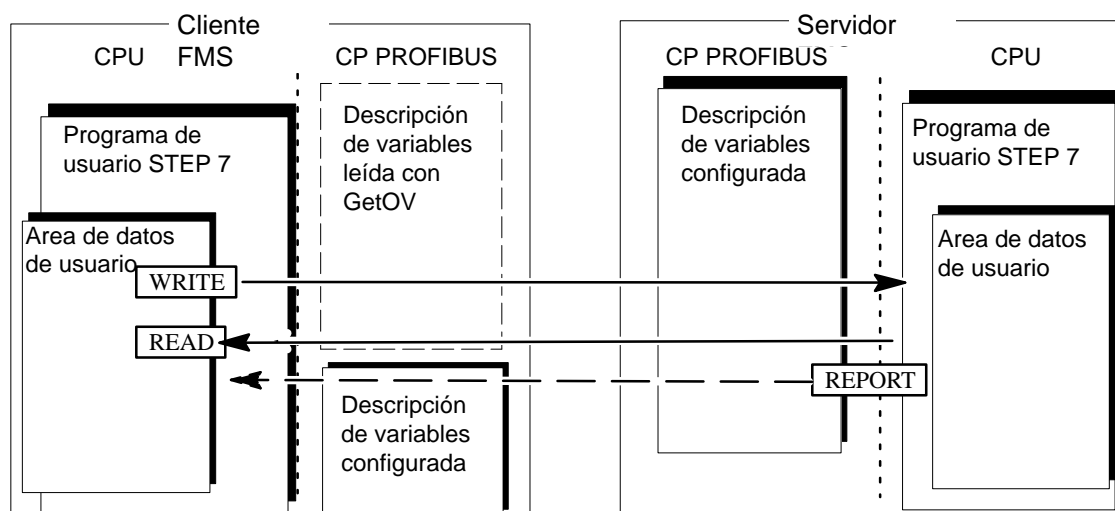 Cliente
FMS
CPU
CP PROFIBUS
Programa de
usuario STEP 7
Area de datos
de usuario
WRITE
READ
Descripción
de variables
leída con
GetOV
Descripción
de variables
configurada
Servidor
CP PROFIBUS
CPU
Descripción
de variables
configurada
REPORT
Programa de
usuario STEP 7
Area de datos
de usuario